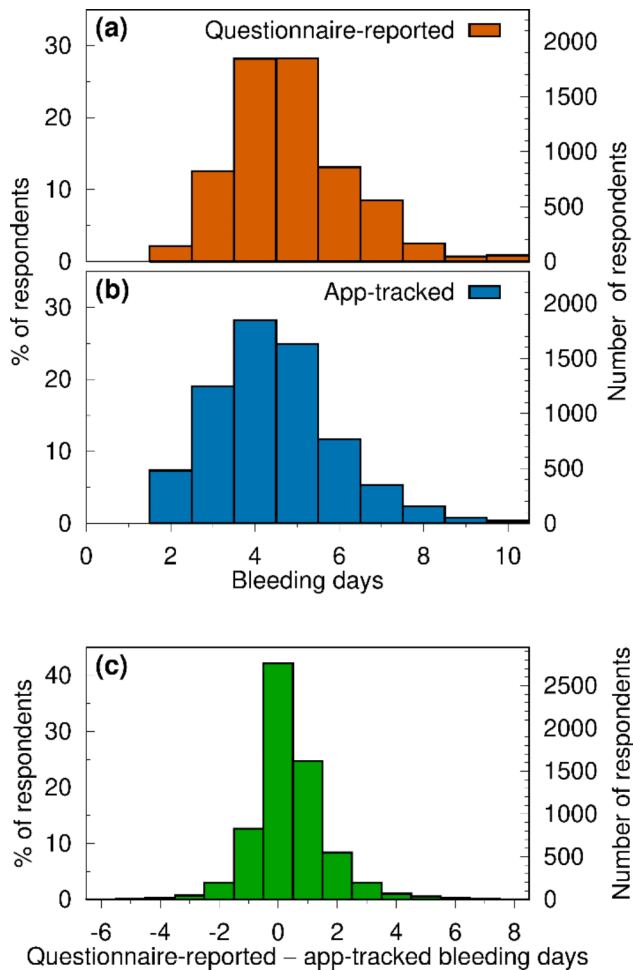 (a) Questionnaire-reported
30
20
10
0
2000
1500
1000
500
0
(b) App-tracked
30
20
10
0
2000
1500
1000
500
0
% of respondents
Number of respondents
0 2 4 6 8 10
Bleeding days
(c)
40
30
20
10
0
2500
2000
1500
1000
500
0
% of respondents
Number of respondents
-6 -4 -2 0 2 4 6 8
Questionnaire-reported – app-tracked bleeding days